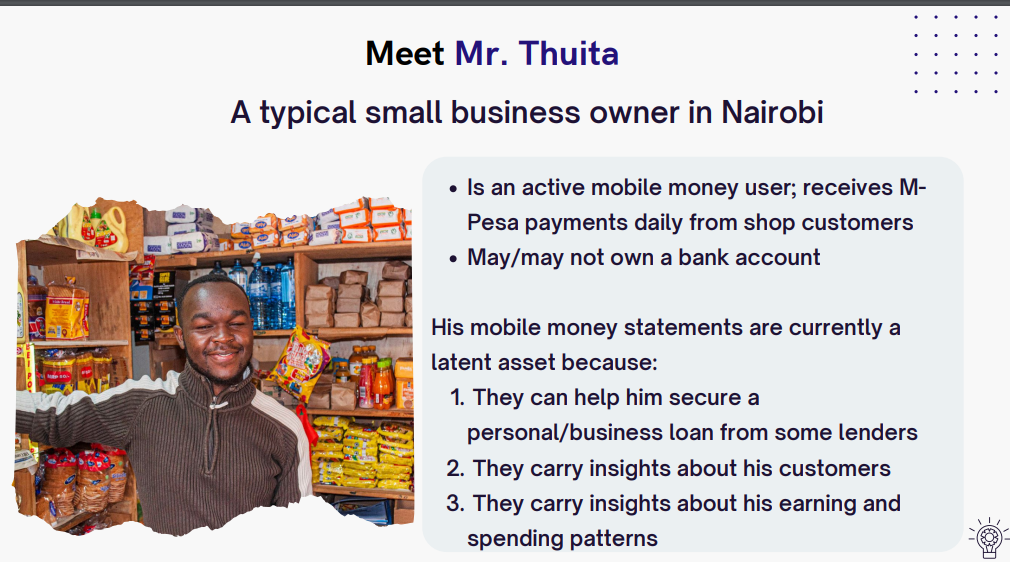 Meet Mr. Thuita
A typical small business owner in Nairobi
• Is an active mobile money user; receives M-
Pesa payments daily from shop customers
• May/may not own a bank account
His mobile money statements are currently a
latent asset because:
1. They can help him secure a
personal/business loan from some lenders
2. They carry insights about his customers
3. They carry insights about his earning and
spending patterns